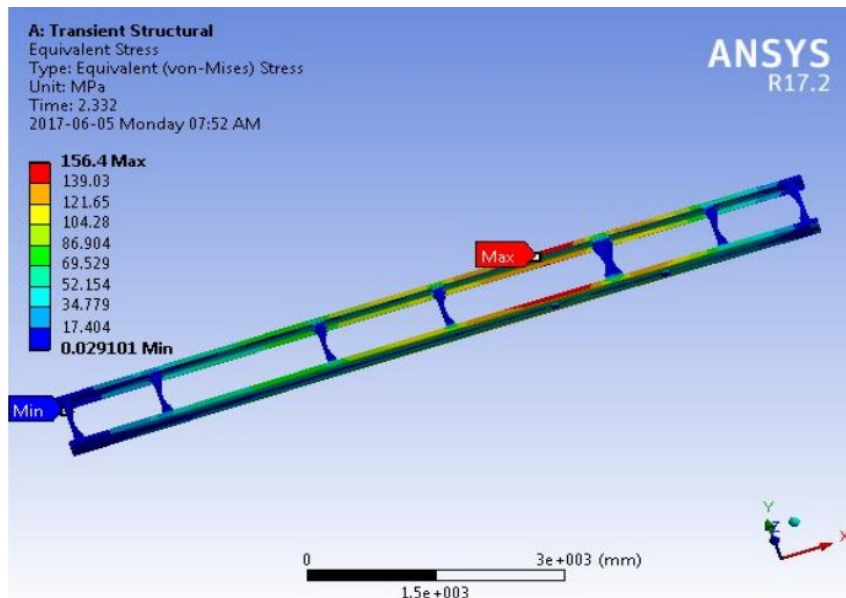 A: Transient Structural
Equivalent Stress
Type: Equivalent (von-Mises) Stress
Unit: MPa
Time: 2.332
2017-06-05 Monday 07:52 AM
ANSYS
R17.2
156.4 Max
139.03
121.65
104.28
86.904
69.529
52.154
34.779
17.404
0.029101 Min
Max
Min
Y
Z
X
0
3e+003 (mm)
1.5e+003